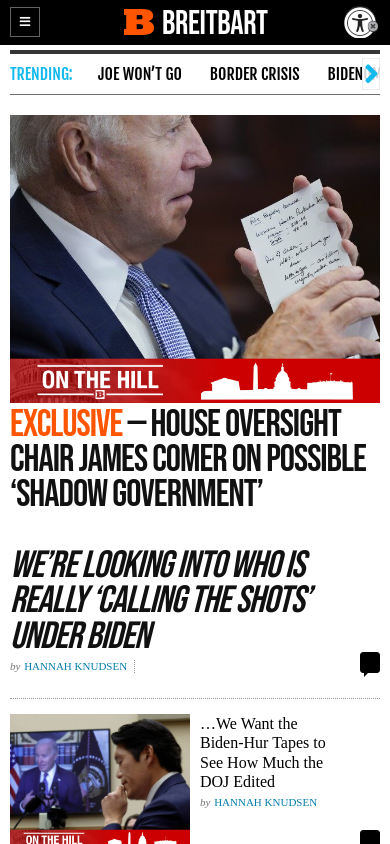 BREITBART
TRENDING:
JOE WON'T GO
BORDER CRISIS
BIDEN
ON THE HILL
EXCLUSIVE – HOUSE OVERSIGHT
CHAIR JAMES COMER ON POSSIBLE
‘SHADOW GOVERNMENT’
WE’RE LOOKING INTO WHO IS
REALLY ‘CALLING THE SHOTS’
UNDER BIDEN
by HANNAH KNUDSEN
…We Want the
Biden-Hur Tapes to
See How Much the
DOJ Edited
by HANNAH KNUDSEN
ON THE HILL